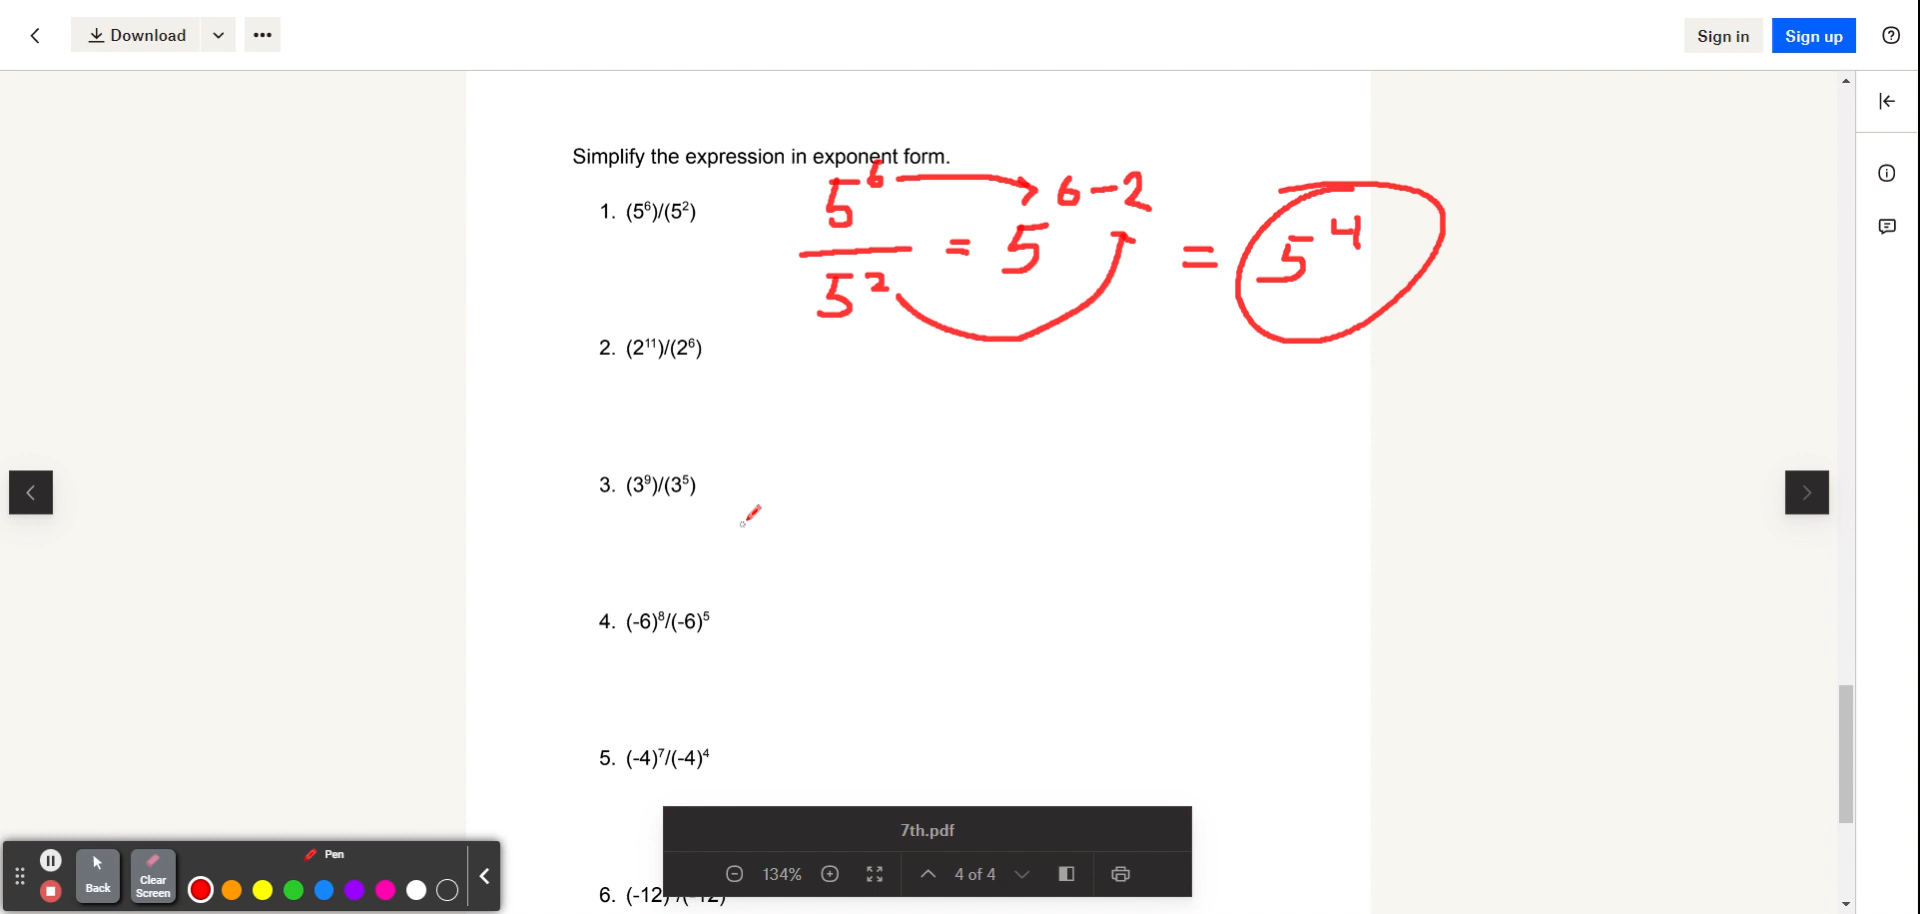 Download
Sign in
Sign up
Simplify the expression in exponent form.
1. (5⁶)/(5²)
5⁶ / 5² = 5⁶⁻² = 5⁴
2. (2¹¹)/(2⁶)
3. (3⁹)/(3⁵)
4. (-6)⁸/(-6)⁵
5. (-4)⁷/(-4)⁴
7th.pdf
134%
4 of 4
Pen
Back
Clear
Screen
6. (-12)